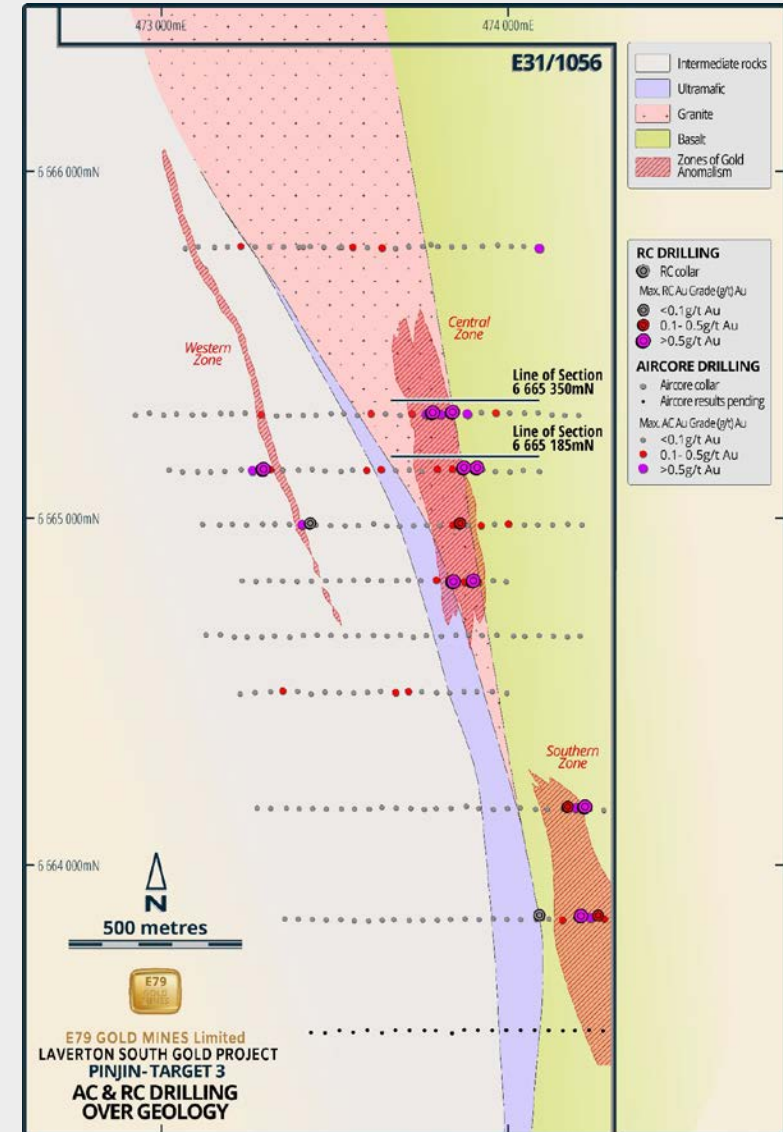 473 000mE
474 000mE
E31/1056
Intermediate rocks
Ultramafic
Granite
Basalt
Zones of Gold
Anomalism
6 666 000mN
RC DRILLING
RC collar
Max. RC Au Grade (g/t) Au
<0.1g/t Au
0.1- 0.5g/t Au
>0.5g/t Au
AIRCORE DRILLING
Aircore collar
Aircore results pending
Max. AC Au Grade (g/t) Au
<0.1g/t Au
0.1- 0.5g/t Au
>0.5g/t Au
Western
Zone
Central
Zone
Line of Section
6 665 350mN
Line of Section
6 665 185mN
6 665 000mN
Southern
Zone
6 664 000mN
N
500 metres
E79
GOLD
MINES
E79 GOLD MINES Limited
LAVERTON SOUTH GOLD PROJECT
PINJIN- TARGET 3
AC & RC DRILLING
OVER GEOLOGY